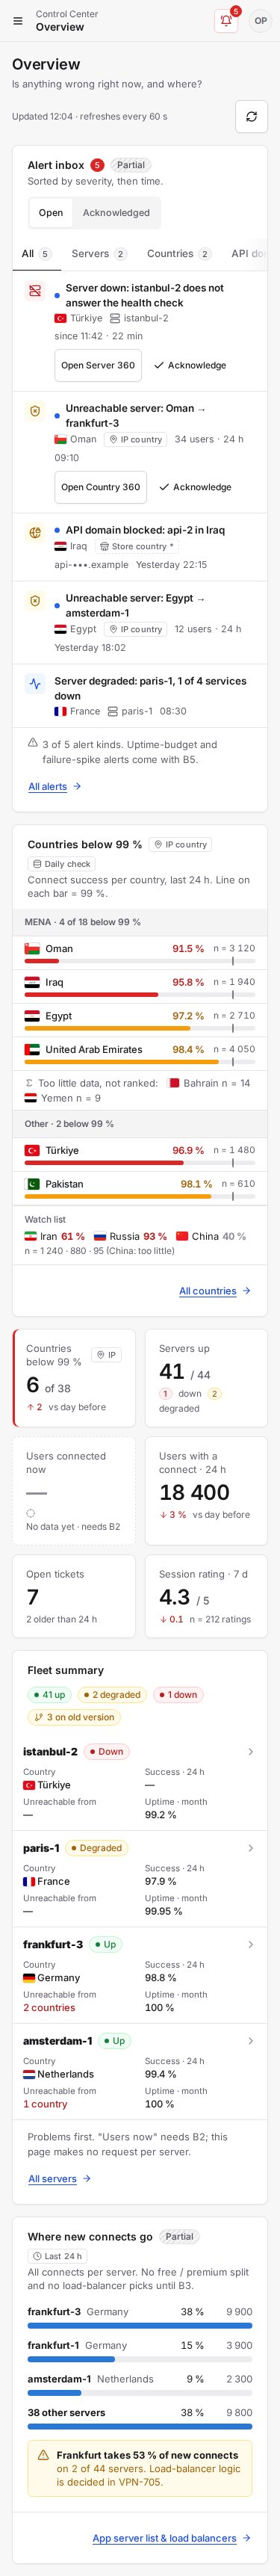 Control Center
Overview
5
OP
Overview
Is anything wrong right now, and where?
Updated 12:04 · refreshes every 60 s
Alert inbox 5 Partial
Sorted by severity, then time.
Open Acknowledged
All 5 Servers 2 Countries 2 API do
Server down: istanbul-2 does not
answer the health check
Türkiye istanbul-2
since 11:42 · 22 min
Open Server 360 Acknowledge
Unreachable server: Oman →
frankfurt-3
Oman IP country 34 users · 24 h
09:10
Open Country 360 Acknowledge
API domain blocked: api-2 in Iraq
Iraq Store country *
api-•••.example Yesterday 22:15
Unreachable server: Egypt →
amsterdam-1
Egypt IP country 12 users · 24 h
Yesterday 18:02
Server degraded: paris-1, 1 of 4 services
down
France paris-1 08:30
3 of 5 alert kinds. Uptime-budget and
failure-spike alerts come with B5.
All alerts →
Countries below 99 % IP country
Daily check
Connect success per country, last 24 h. Line on
each bar = 99 %.
MENA · 4 of 18 below 99 %
Oman 91.5 % n = 3 120
Iraq 95.8 % n = 1 940
Egypt 97.2 % n = 2 710
United Arab Emirates 98.4 % n = 4 050
Σ Too little data, not ranked: Bahrain n = 14
Yemen n = 9
Other · 2 below 99 %
Türkiye 96.9 % n = 1 480
Pakistan 98.1 % n = 610
Watch list
Iran 61 % Russia 93 % China 40 %
n = 1 240 · 880 · 95 (China: too little)
All countries →
Countries
below 99 % IP
6 of 38
↑ 2 vs day before
Servers up
41 / 44
1 down 2
degraded
Users connected
now
—
No data yet · needs B2
Users with a
connect · 24 h
18 400
↓ 3 % vs day before
Open tickets
7
2 older than 24 h
Session rating · 7 d
4.3 / 5
↓ 0.1 n = 212 ratings
Fleet summary
41 up 2 degraded 1 down
3 on old version
istanbul-2 Down
Country Success · 24 h
Türkiye —
Unreachable from Uptime · month
— 99.2 %
paris-1 Degraded
Country Success · 24 h
France 97.9 %
Unreachable from Uptime · month
— 99.95 %
frankfurt-3 Up
Country Success · 24 h
Germany 98.8 %
Unreachable from Uptime · month
2 countries 100 %
amsterdam-1 Up
Country Success · 24 h
Netherlands 99.4 %
Unreachable from Uptime · month
1 country 100 %
Problems first. "Users now" needs B2; this
page makes no request per server.
All servers →
Where new connects go Partial
Last 24 h
All connects per server. No free / premium split
and no load-balancer picks until B3.
frankfurt-3 Germany 38 % 9 900
frankfurt-1 Germany 15 % 3 900
amsterdam-1 Netherlands 9 % 2 300
38 other servers 38 % 9 800
Frankfurt takes 53 % of new connects
on 2 of 44 servers. Load-balancer logic
is decided in VPN-705.
App server list & load balancers →